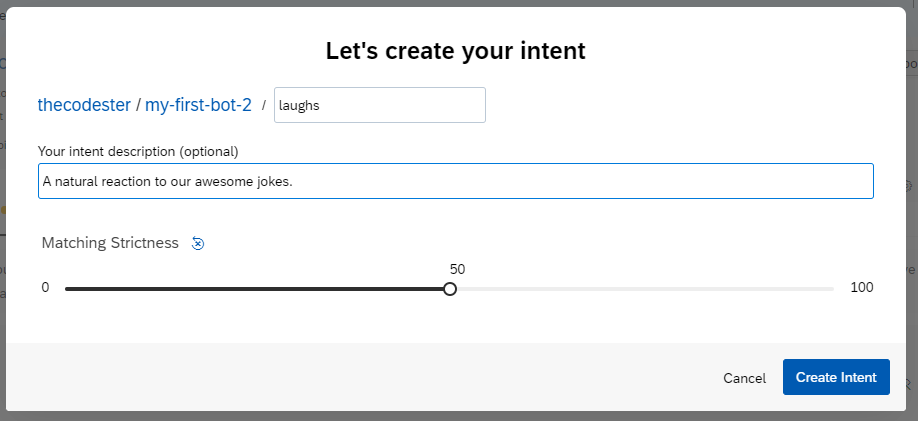 Let's create your intent
thecodester / my-first-bot-2 / laughs
Your intent description (optional)
A natural reaction to our awesome jokes.
Matching Strictness
50
0 100
Cancel Create Intent